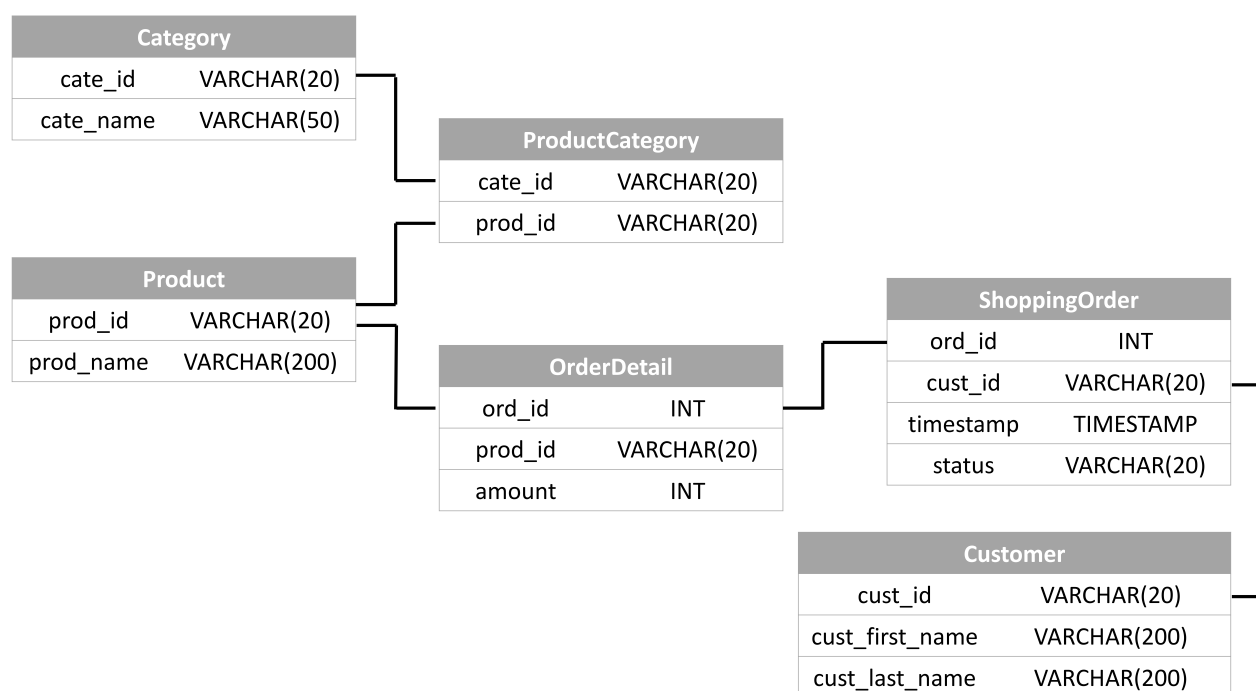 Category
cate_id VARCHAR(20)
cate_name VARCHAR(50)
ProductCategory
cate_id VARCHAR(20)
prod_id VARCHAR(20)
Product
prod_id VARCHAR(20)
prod_name VARCHAR(200)
OrderDetail
ord_id INT
prod_id VARCHAR(20)
amount INT
ShoppingOrder
ord_id INT
cust_id VARCHAR(20)
timestamp TIMESTAMP
status VARCHAR(20)
Customer
cust_id VARCHAR(20)
cust_first_name VARCHAR(200)
cust_last_name VARCHAR(200)